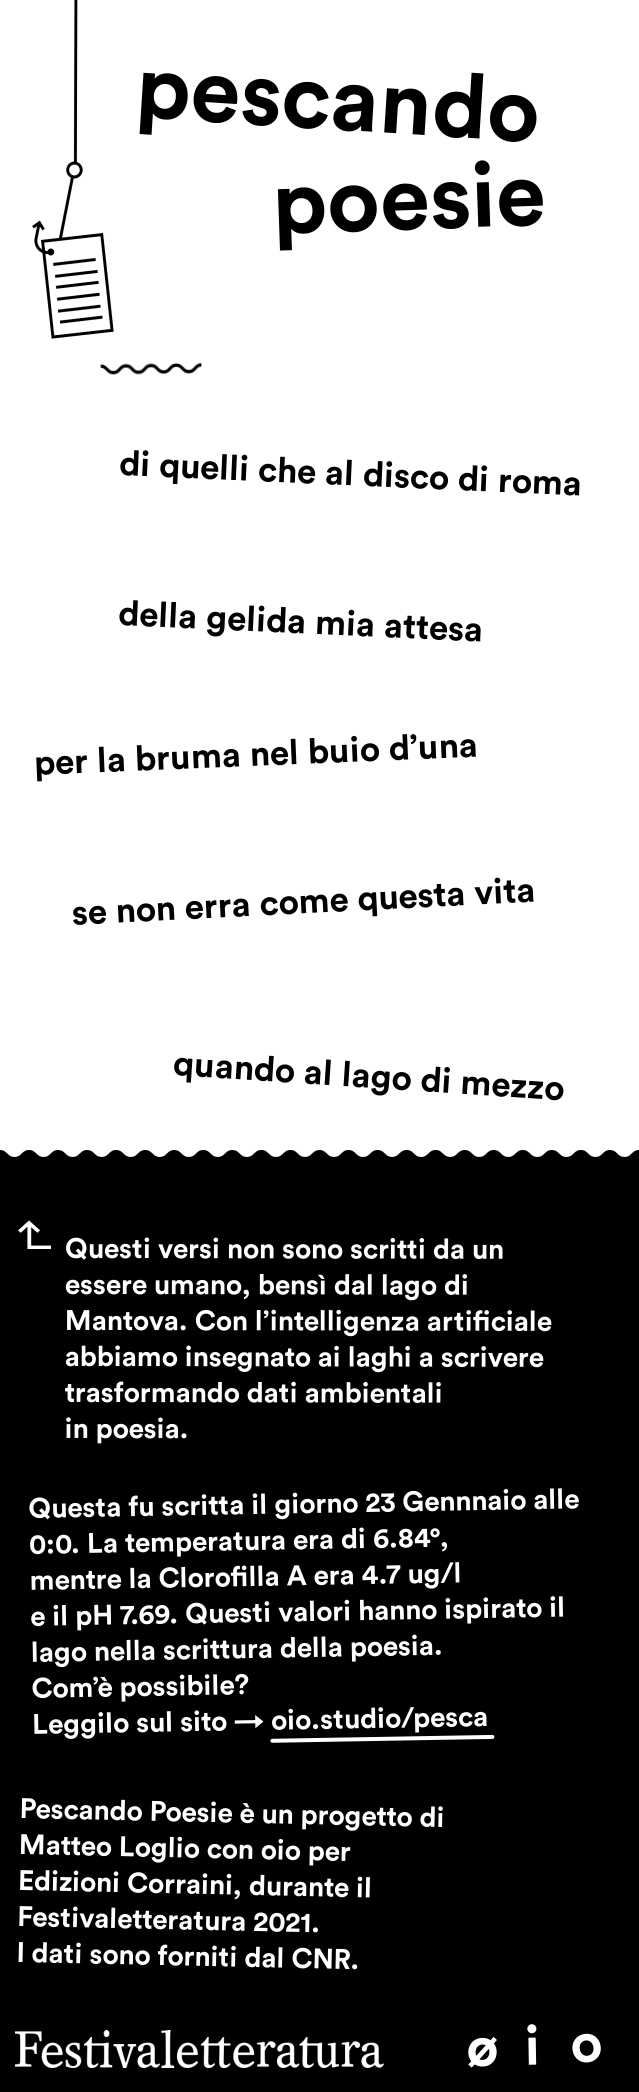 pescando
poesie
di quelli che al disco di roma
della gelida mia attesa
per la bruma nel buio d’una
se non erra come questa vita
quando al lago di mezzo
Questi versi non sono scritti da un
essere umano, bensì dal lago di
Mantova. Con l’intelligenza artificiale
abbiamo insegnato ai laghi a scrivere
trasformando dati ambientali
in poesia.
Questa fu scritta il giorno 23 Gennnaio alle
0:0. La temperatura era di 6.84°,
mentre la Clorofilla A era 4.7 ug/l
e il pH 7.69. Questi valori hanno ispirato il
lago nella scrittura della poesia.
Com’è possibile?
Leggilo sul sito → oio.studio/pesca
Pescando Poesie è un progetto di
Matteo Loglio con oio per
Edizioni Corraini, durante il
Festivaletteratura 2021.
I dati sono forniti dal CNR.
Festivaletteratura ø i o